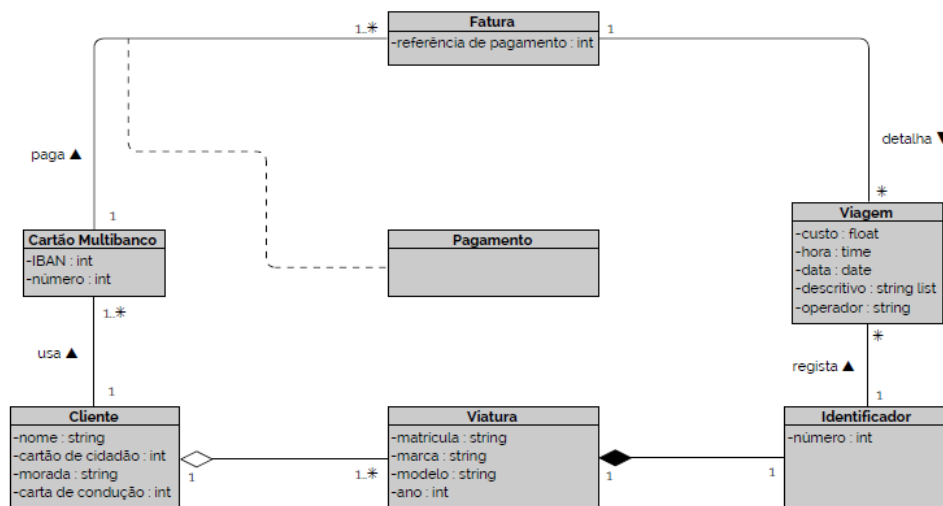 Fatura
-referência de pagamento : int
1..*
1
paga ▲
detalha ▼
1
*
Cartão Multibanco
-IBAN : int
-número : int
Pagamento
Viagem
-custo : float
-hora : time
-data : date
-descritivo : string list
-operador : string
1..*
*
usa ▲
regista ▲
1
1
Cliente
-nome : string
-cartão de cidadão : int
-morada : string
-carta de condução : int
1
1..*
Viatura
-matricula : string
-marca : string
-modelo : string
-ano : int
1
1
Identificador
-número : int